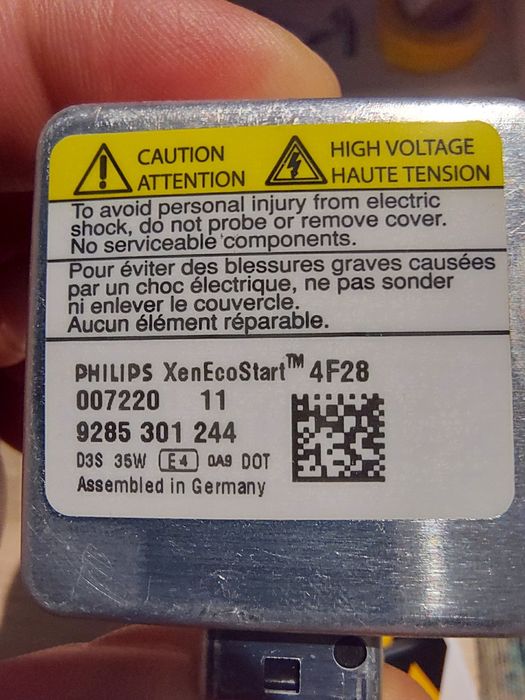 CAUTION
ATTENTION
HIGH VOLTAGE
HAUTE TENSION
To avoid personal injury from electric
shock, do not probe or remove cover.
No serviceable components.
Pour éviter des blessures graves causées
par un choc électrique, ne pas sonder
ni enlever le couvercle.
Aucun élément réparable.
PHILIPS XenEcoStart™ 4F28
007220 11
9285 301 244
D3S 35W E4 0A9 DOT
Assembled in Germany